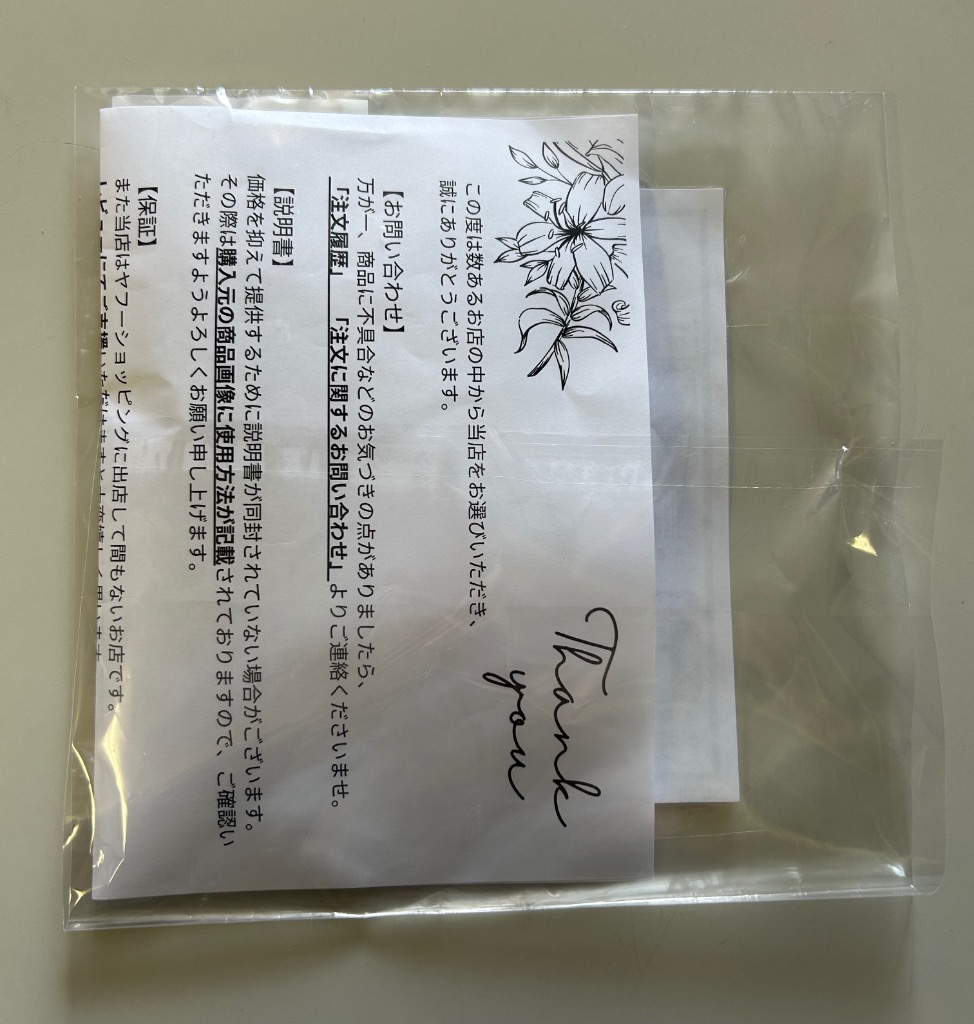 Thank
you
この度は数あるお店の中から当店をお選びいただき、
誠にありがとうございます。
【お問い合わせ】
万が一、商品に不具合などのお気づきの点がありましたら、
「注文履歴」「注文に関するお問い合わせ」よりご連絡くださいませ。
【説明書】
価格を抑えて提供するために説明書が同封されていない場合がございます。
その際は購入元の商品画像に使用方法が記載されておりますので、ご確認い
ただきますようよろしくお願い申し上げます。
【保証】
また当店はヤフーショッピングに出店して間もないお店です。